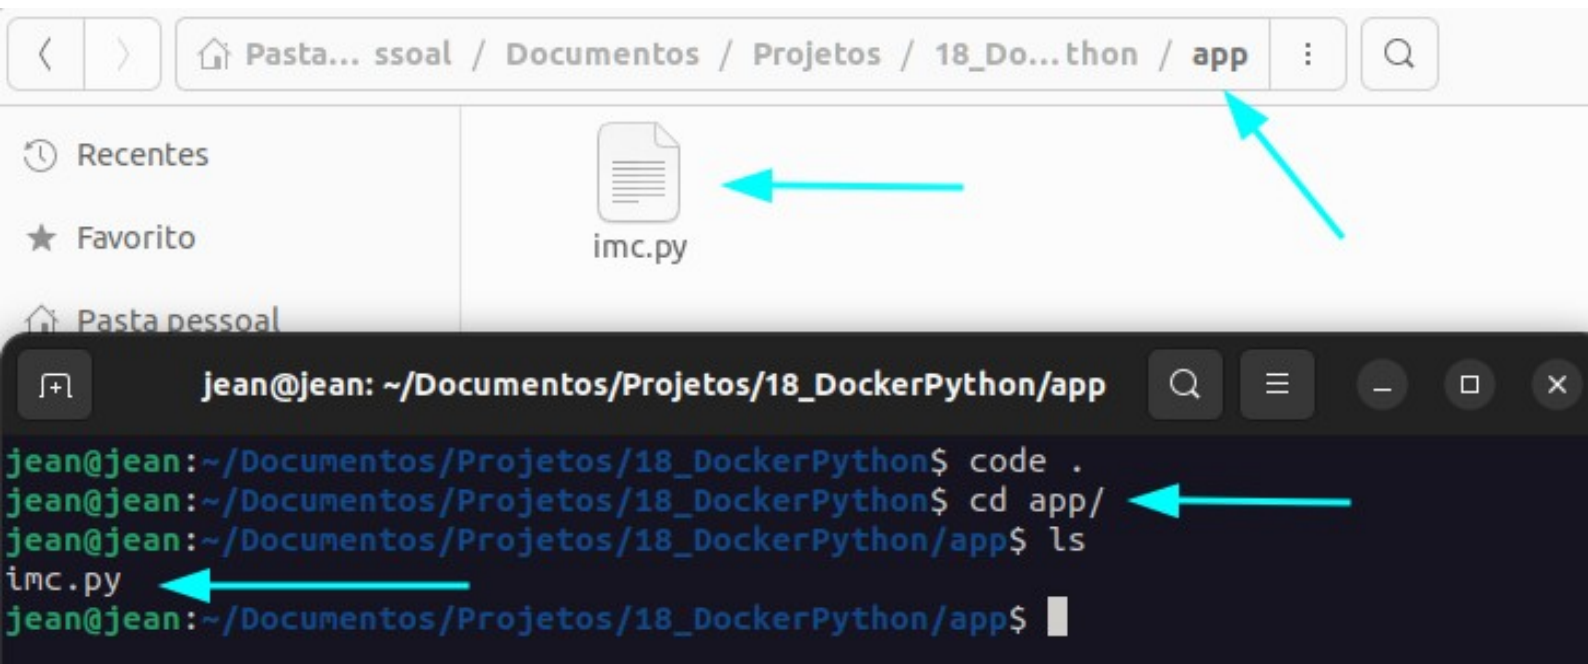 Pasta... ssoal / Documentos / Projetos / 18_Do...thon / app
Recentes
Favorito
imc.py
Pasta pessoal
jean@jean: ~/Documentos/Projetos/18_DockerPython/app
jean@jean:~/Documentos/Projetos/18_DockerPython$ code .
jean@jean:~/Documentos/Projetos/18_DockerPython$ cd app/
jean@jean:~/Documentos/Projetos/18_DockerPython/app$ ls
imc.py
jean@jean:~/Documentos/Projetos/18_DockerPython/app$